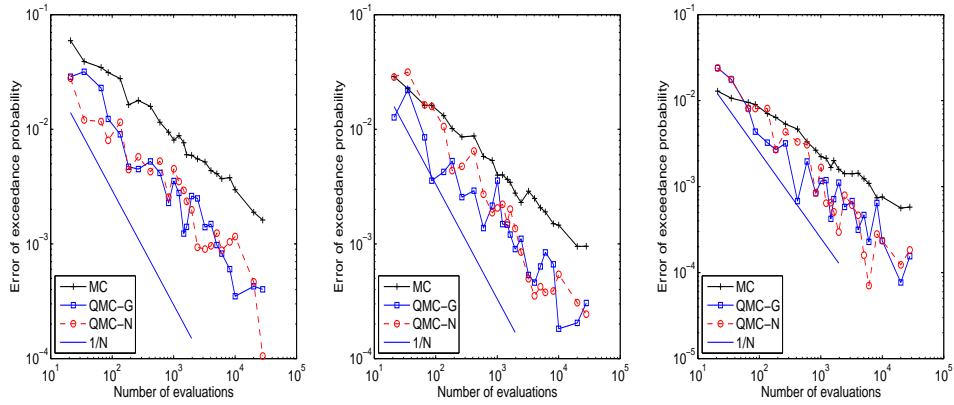 10^-1
10^-2
10^-3
10^-4
Error of exceedance probability
MC
QMC-G
QMC-N
1/N
10^1 10^2 10^3 10^4 10^5
Number of evaluations
10^-1
10^-2
10^-3
10^-4
Error of exceedance probability
MC
QMC-G
QMC-N
1/N
10^1 10^2 10^3 10^4 10^5
Number of evaluations
10^-1
10^-2
10^-3
10^-4
10^-5
Error of exceedance probability
MC
QMC-G
QMC-N
1/N
10^1 10^2 10^3 10^4 10^5
Number of evaluations